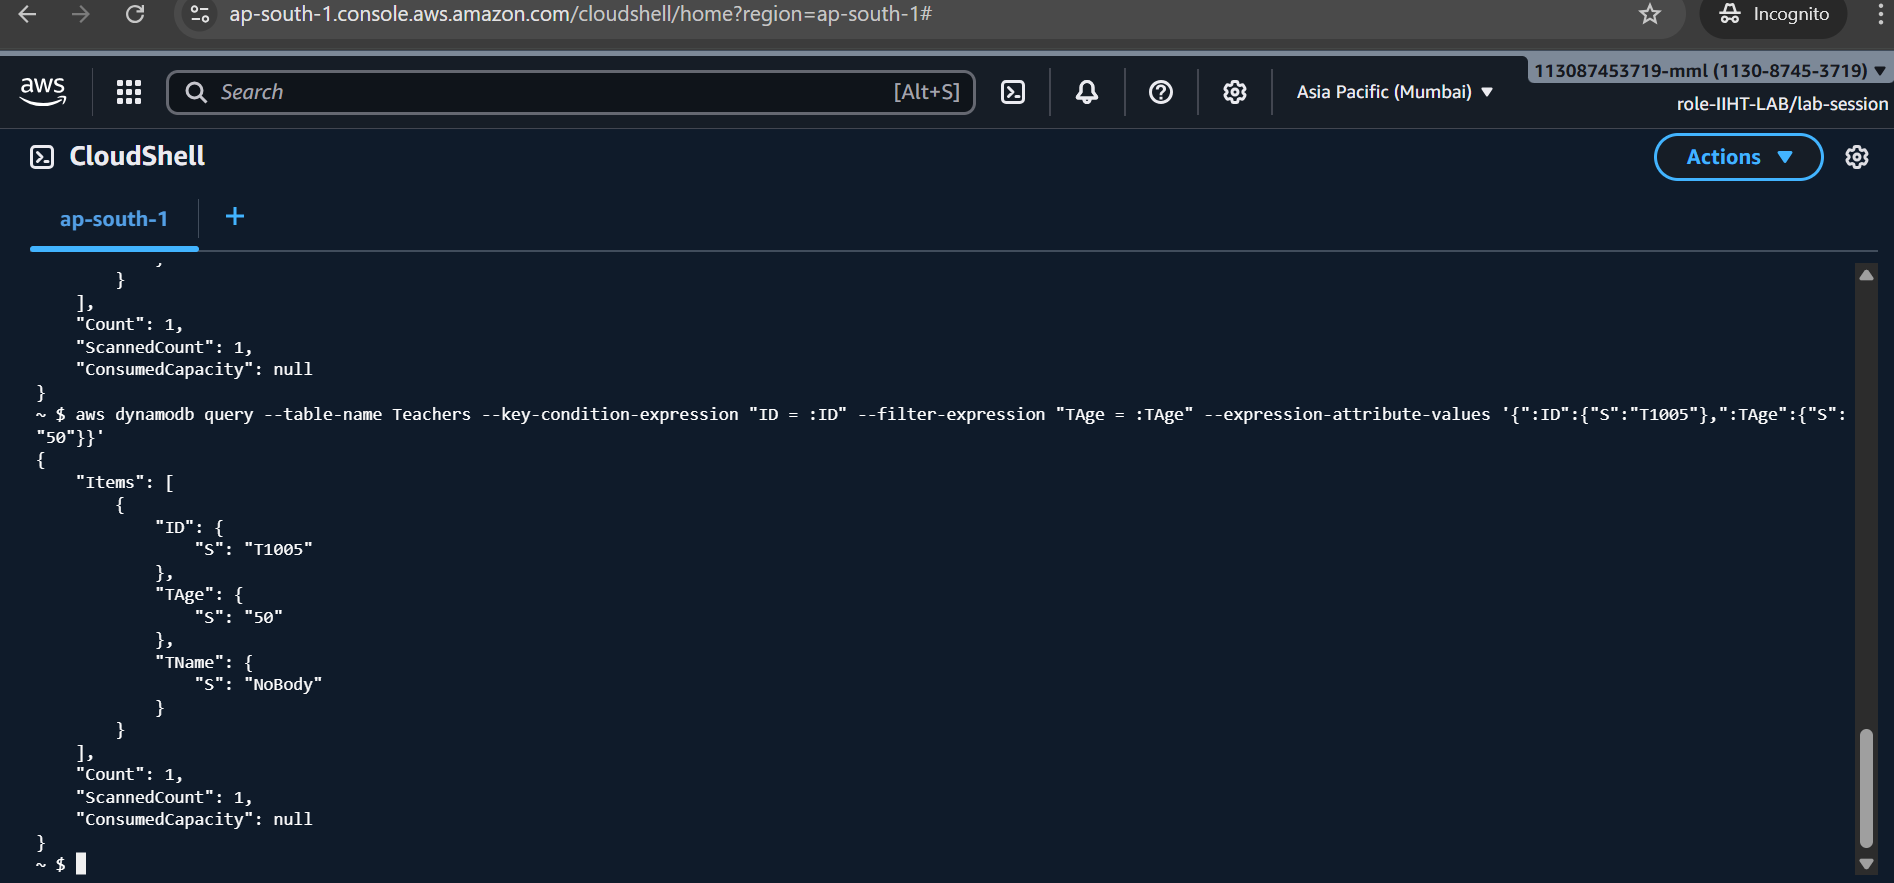 ap-south-1.console.aws.amazon.com/cloudshell/home?region=ap-south-1#
Incognito
aws
Search
[Alt+S]
Asia Pacific (Mumbai)
113087453719-mml (1130-8745-3719)
role-IIHT-LAB/lab-session
CloudShell
Actions
ap-south-1
+
}
],
"Count": 1,
"ScannedCount": 1,
"ConsumedCapacity": null
}
~ $ aws dynamodb query --table-name Teachers --key-condition-expression "ID = :ID" --filter-expression "TAge = :TAge" --expression-attribute-values '{":ID":{"S":"T1005"},":TAge":{"S":
"50"}}'
{
"Items": [
{
"ID": {
"S": "T1005"
},
"TAge": {
"S": "50"
},
"TName": {
"S": "NoBody"
}
}
],
"Count": 1,
"ScannedCount": 1,
"ConsumedCapacity": null
}
~ $